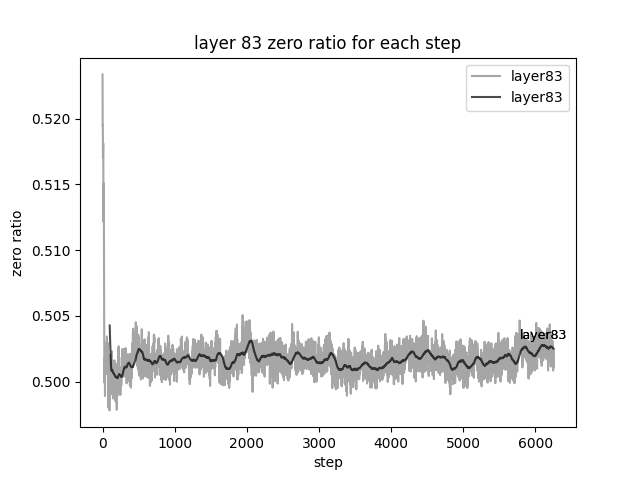 layer 83 zero ratio for each step
layer83
layer83
zero ratio
0.520
0.515
0.510
0.505
0.500
layer83
0 1000 2000 3000 4000 5000 6000
step